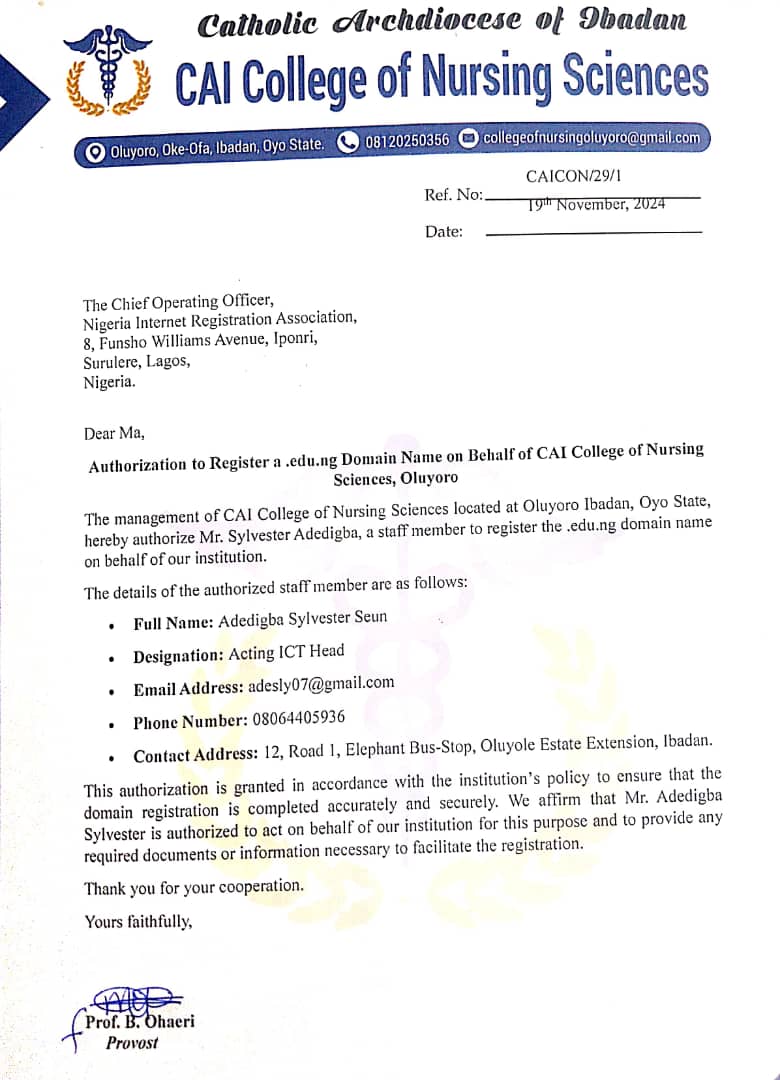 Catholic Archdiocese of Ibadan
CAI College of Nursing Sciences
Oluyoro, Oke-Ofa, Ibadan, Oyo State. 08120250356 collegeofnursingoluyoro@gmail.com
CAICON/29/1
Ref. No:
19th November, 2024
Date:
The Chief Operating Officer,
Nigeria Internet Registration Association,
8, Funsho Williams Avenue, Iponri,
Surulere, Lagos,
Nigeria.
Dear Ma,
Authorization to Register a .edu.ng Domain Name on Behalf of CAI College of Nursing
Sciences, Oluyoro
The management of CAI College of Nursing Sciences located at Oluyoro Ibadan, Oyo State,
hereby authorize Mr. Sylvester Adedigba, a staff member to register the .edu.ng domain name
on behalf of our institution.
The details of the authorized staff member are as follows:
• Full Name: Adedigba Sylvester Seun
• Designation: Acting ICT Head
• Email Address: adesly07@gmail.com
• Phone Number: 08064405936
• Contact Address: 12, Road 1, Elephant Bus-Stop, Oluyole Estate Extension, Ibadan.
This authorization is granted in accordance with the institution's policy to ensure that the
domain registration is completed accurately and securely. We affirm that Mr. Adedigba
Sylvester is authorized to act on behalf of our institution for this purpose and to provide any
required documents or information necessary to facilitate the registration.
Thank you for your cooperation.
Yours faithfully,
Prof. B. Ohaeri
Provost